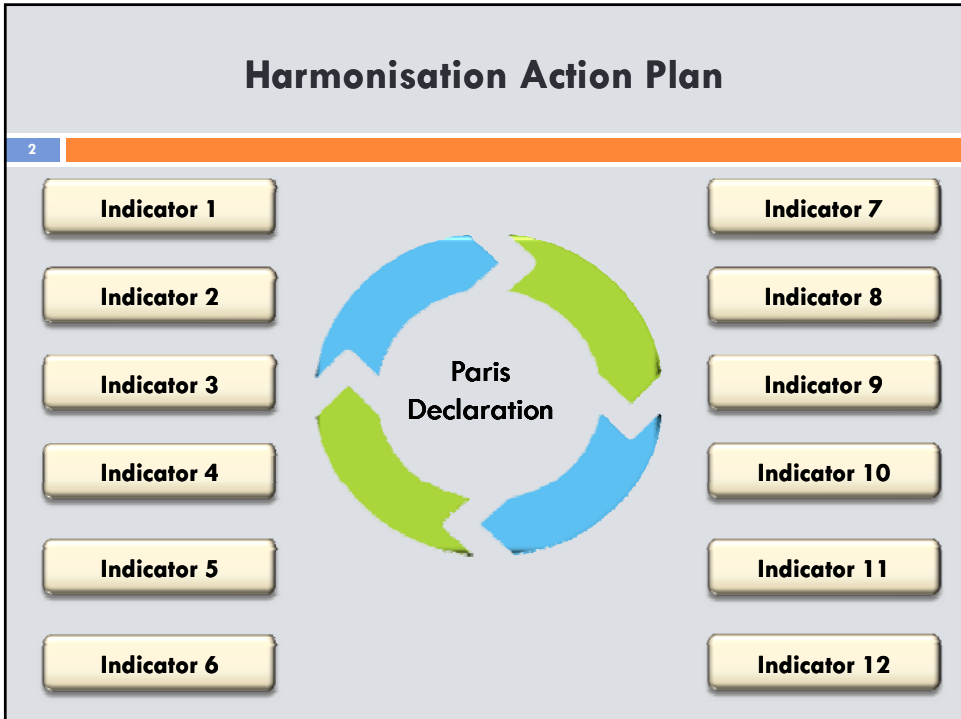 Harmonisation Action Plan
2
Indicator 1
Indicator 2
Indicator 3
Indicator 4
Indicator 5
Indicator 6
Paris
Declaration
Indicator 7
Indicator 8
Indicator 9
Indicator 10
Indicator 11
Indicator 12